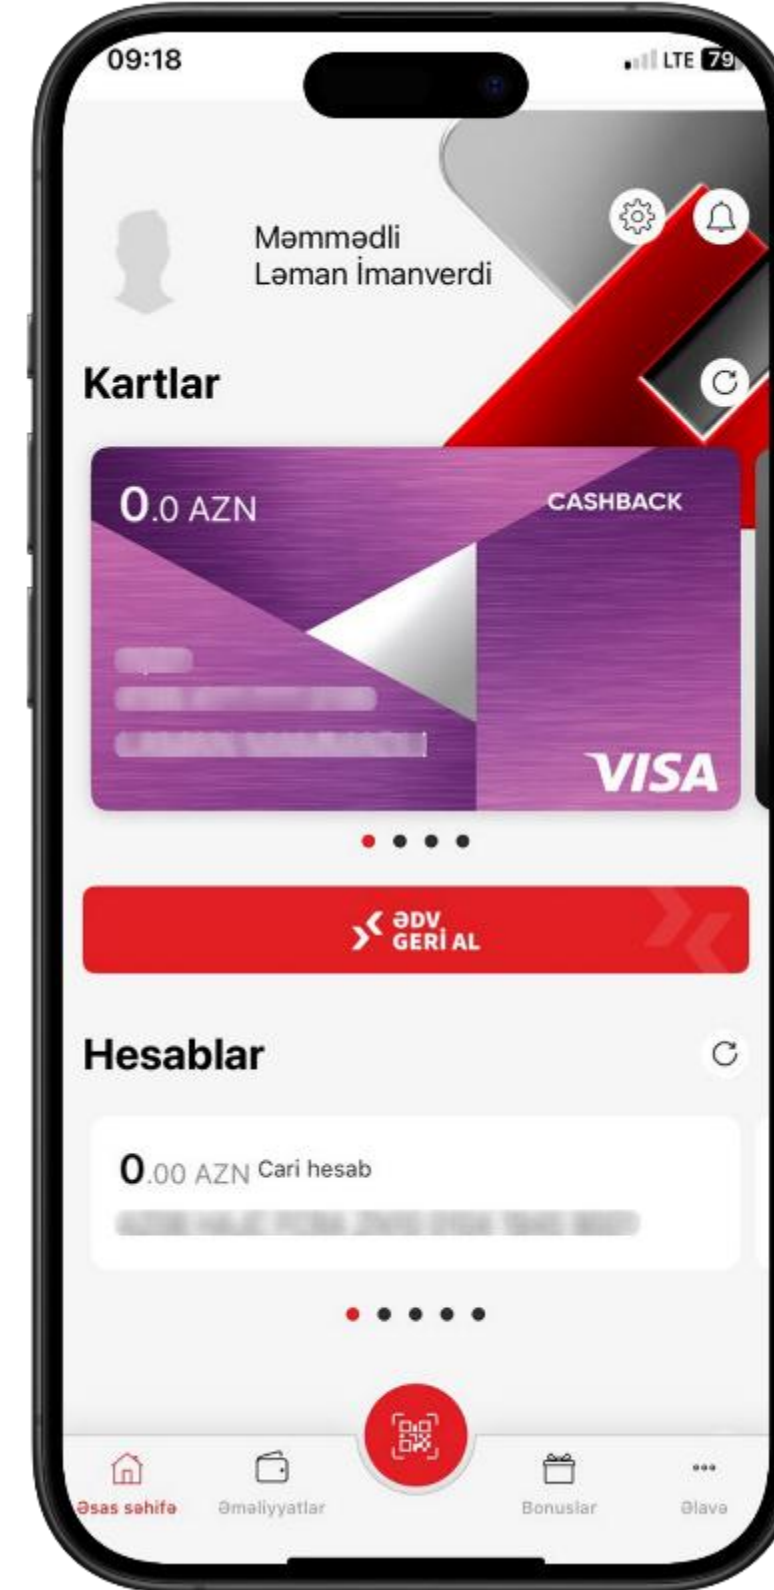 09:18
LTE 79
Məmmədli
Ləman İmanverdi
Kartlar
0.0 AZN
CASHBACK
VISA
ƏDV
GERİ AL
Hesablar
0.00 AZN Cari hesab
Əsas səhifə
Əməliyyatlar
Bonuslar
Əlavə